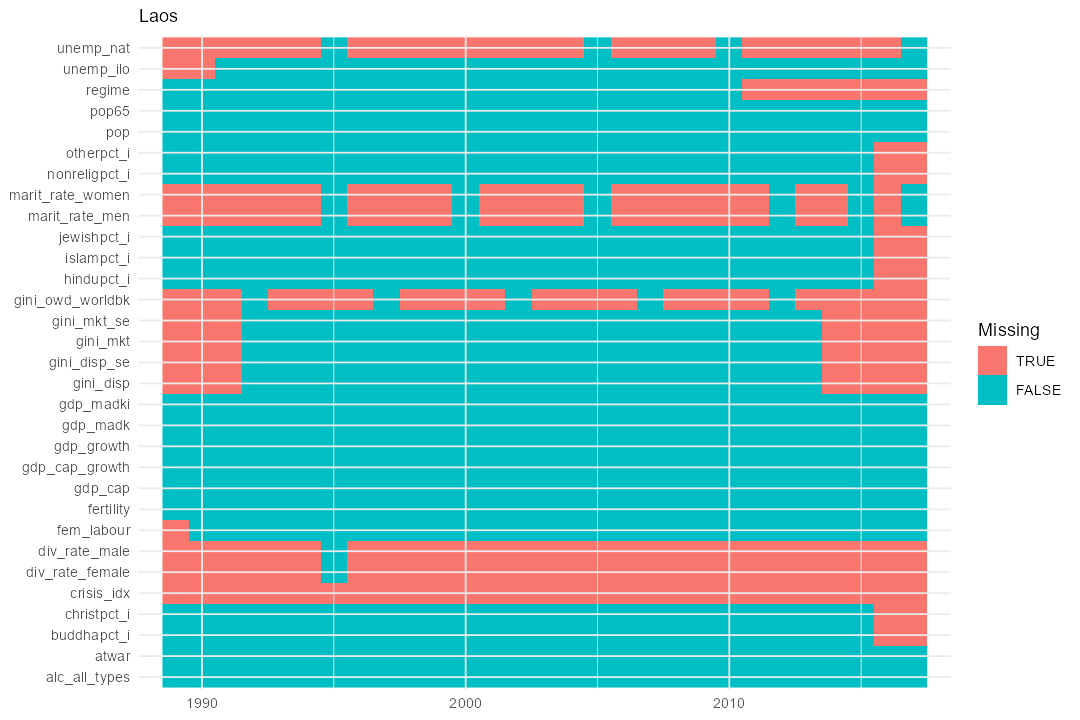 Laos
unemp_nat
unemp_ilo
regime
pop65
pop
otherpct_i
nonreligpct_i
marit_rate_women
marit_rate_men
jewishpct_i
islampct_i
hindupct_i
gini_owd_worldbk
gini_mkt_se
gini_mkt
gini_disp_se
gini_disp
gdp_madki
gdp_madk
gdp_growth
gdp_cap_growth
gdp_cap
fertility
fem_labour
div_rate_male
div_rate_female
crisis_idx
christpct_i
buddhapct_i
atwar
alc_all_types
1990 2000 2010
Missing
TRUE
FALSE